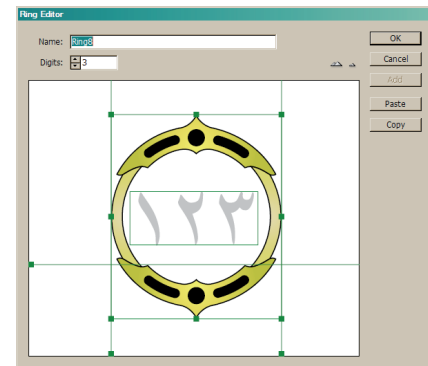 Ring Editor
Name: Ring8
OK
Digits: 3
Cancel
Add
Paste
Copy
١٢٣